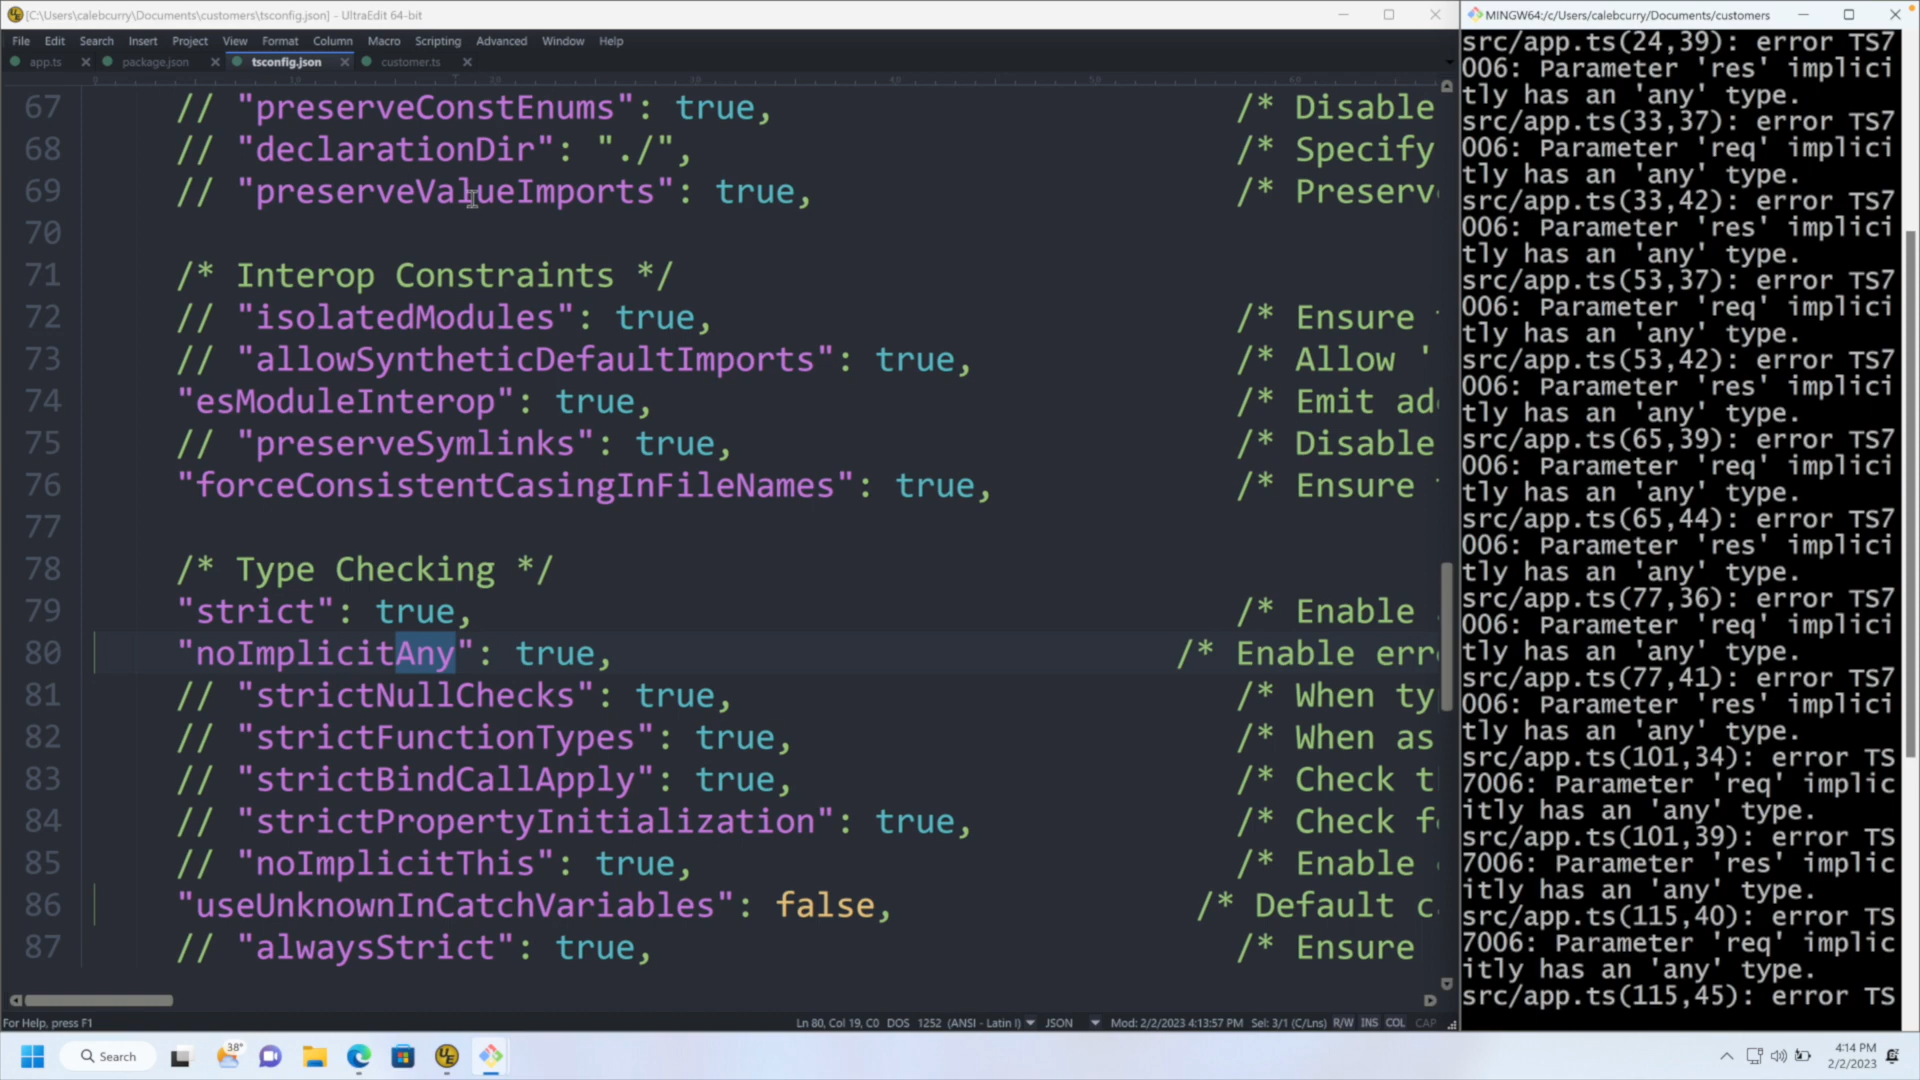 [C:\Users\calebcurry\Documents\customers\tsconfig.json] - UltraEdit 64-bit
File Edit Search Insert Project View Format Column Macro Scripting Advanced Window Help
app.ts package.json tsconfig.json customer.ts
67 // "preserveConstEnums": true, /* Disable
68 // "declarationDir": "./", /* Specify
69 // "preserveValueImports": true, /* Preserv
70
71 /* Interop Constraints */
72 // "isolatedModules": true, /* Ensure
73 // "allowSyntheticDefaultImports": true, /* Allow '
74 "esModuleInterop": true, /* Emit ad
75 // "preserveSymlinks": true, /* Disable
76 "forceConsistentCasingInFileNames": true, /* Ensure
77
78 /* Type Checking */
79 "strict": true, /* Enable
80 "noImplicitAny": true, /* Enable err
81 // "strictNullChecks": true, /* When ty
82 // "strictFunctionTypes": true, /* When as
83 // "strictBindCallApply": true, /* Check t
84 // "strictPropertyInitialization": true, /* Check f
85 // "noImplicitThis": true, /* Enable
86 "useUnknownInCatchVariables": false, /* Default c
87 // "alwaysStrict": true, /* Ensure
For Help, press F1
Ln 80, Col 19, C0 DOS 1252 (ANSI - Latin I) JSON Mod: 2/2/2023 4:13:57 PM Sel: 3/1 (C/Lns) R/W INS COL CAP
MINGW64:/c/Users/calebcurry/Documents/customers
src/app.ts(24,39): error TS7
006: Parameter 'res' implici
tly has an 'any' type.
src/app.ts(33,37): error TS7
006: Parameter 'req' implici
tly has an 'any' type.
src/app.ts(33,42): error TS7
006: Parameter 'res' implici
tly has an 'any' type.
src/app.ts(53,37): error TS7
006: Parameter 'req' implici
tly has an 'any' type.
src/app.ts(53,42): error TS7
006: Parameter 'res' implici
tly has an 'any' type.
src/app.ts(65,39): error TS7
006: Parameter 'req' implici
tly has an 'any' type.
src/app.ts(65,44): error TS7
006: Parameter 'res' implici
tly has an 'any' type.
src/app.ts(77,36): error TS7
006: Parameter 'req' implici
tly has an 'any' type.
src/app.ts(77,41): error TS7
006: Parameter 'res' implici
tly has an 'any' type.
src/app.ts(101,34): error TS
7006: Parameter 'req' implic
itly has an 'any' type.
src/app.ts(101,39): error TS
7006: Parameter 'res' implic
itly has an 'any' type.
src/app.ts(115,40): error TS
7006: Parameter 'req' implic
itly has an 'any' type.
src/app.ts(115,45): error TS
Search
38°
4:14 PM
2/2/2023